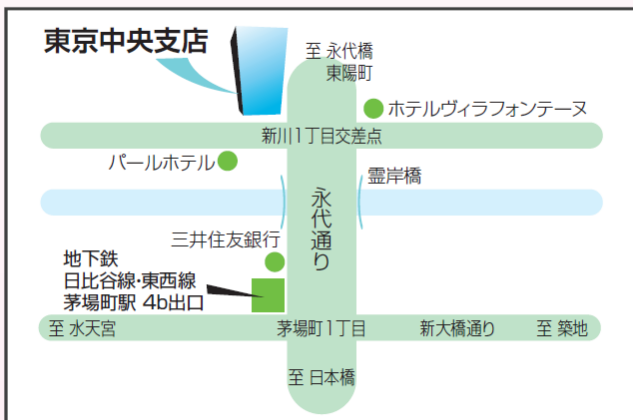 東京中央支店
至 永代橋
東陽町
ホテルヴィラフォンテーヌ
新川1丁目交差点
パールホテル
霊岸橋
永代通り
三井住友銀行
地下鉄
日比谷線・東西線
茅場町駅 4b出口
至 水天宮
茅場町1丁目
新大橋通り
至 築地
至 日本橋